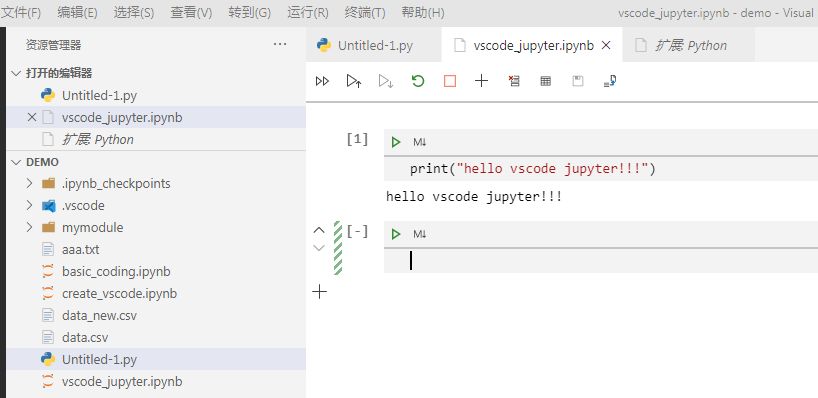 文件(F) 编辑(E) 选择(S) 查看(V) 转到(G) 运行(R) 终端(T) 帮助(H) vscode_jupyter.ipynb - demo - Visual
资源管理器 ···
打开的编辑器
Untitled-1.py
vscode_jupyter.ipynb
扩展: Python
DEMO
.ipynb_checkpoints
.vscode
mymodule
aaa.txt
basic_coding.ipynb
create_vscode.ipynb
data_new.csv
data.csv
Untitled-1.py
vscode_jupyter.ipynb
Untitled-1.py vscode_jupyter.ipynb 扩展: Python
[1] M↓
print("hello vscode jupyter!!!")
hello vscode jupyter!!!
[-] M↓